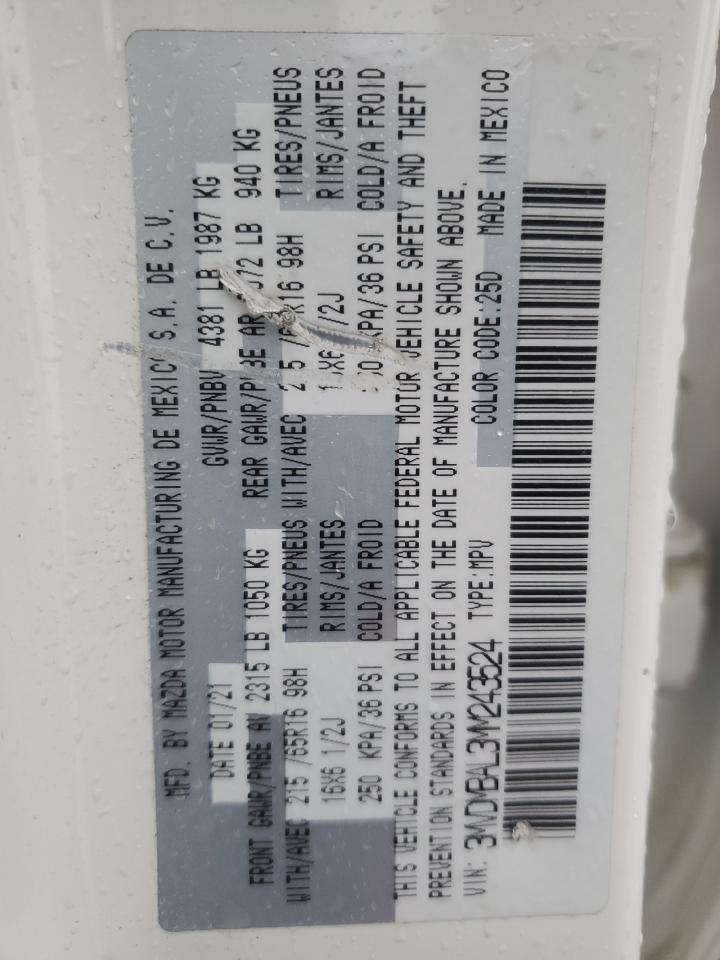 MFD. BY MAZDA MOTOR MANUFACTURING DE MEXICO S.A. DE C.V.
DATE 01/21 GVWR/PNBV 4381 LB 1987 KG
FRONT GAWR/PNBE AV 2315 LB 1050 KG REAR GAWR/PNBE AR LB 940 KG
WITH/AVEC 215 /65R16 98H TIRES/PNEUS WITH/AVEC 98H TIRES/PNEUS
16X6 1/2J RIMS/JANTES RIMS/JANTES
250 KPA/36 PSI COLD/A FROID KPA/36 PSI COLD/A FROID
THIS VEHICLE CONFORMS TO ALL APPLICABLE FEDERAL MOTOR VEHICLE SAFETY AND THEFT
PREVENTION STANDARDS IN EFFECT ON THE DATE OF MANUFACTURE SHOWN ABOVE.
VIN: 3MVDMBAL3MM243524 TYPE:MPV COLOR CODE:25D MADE IN MEXICO